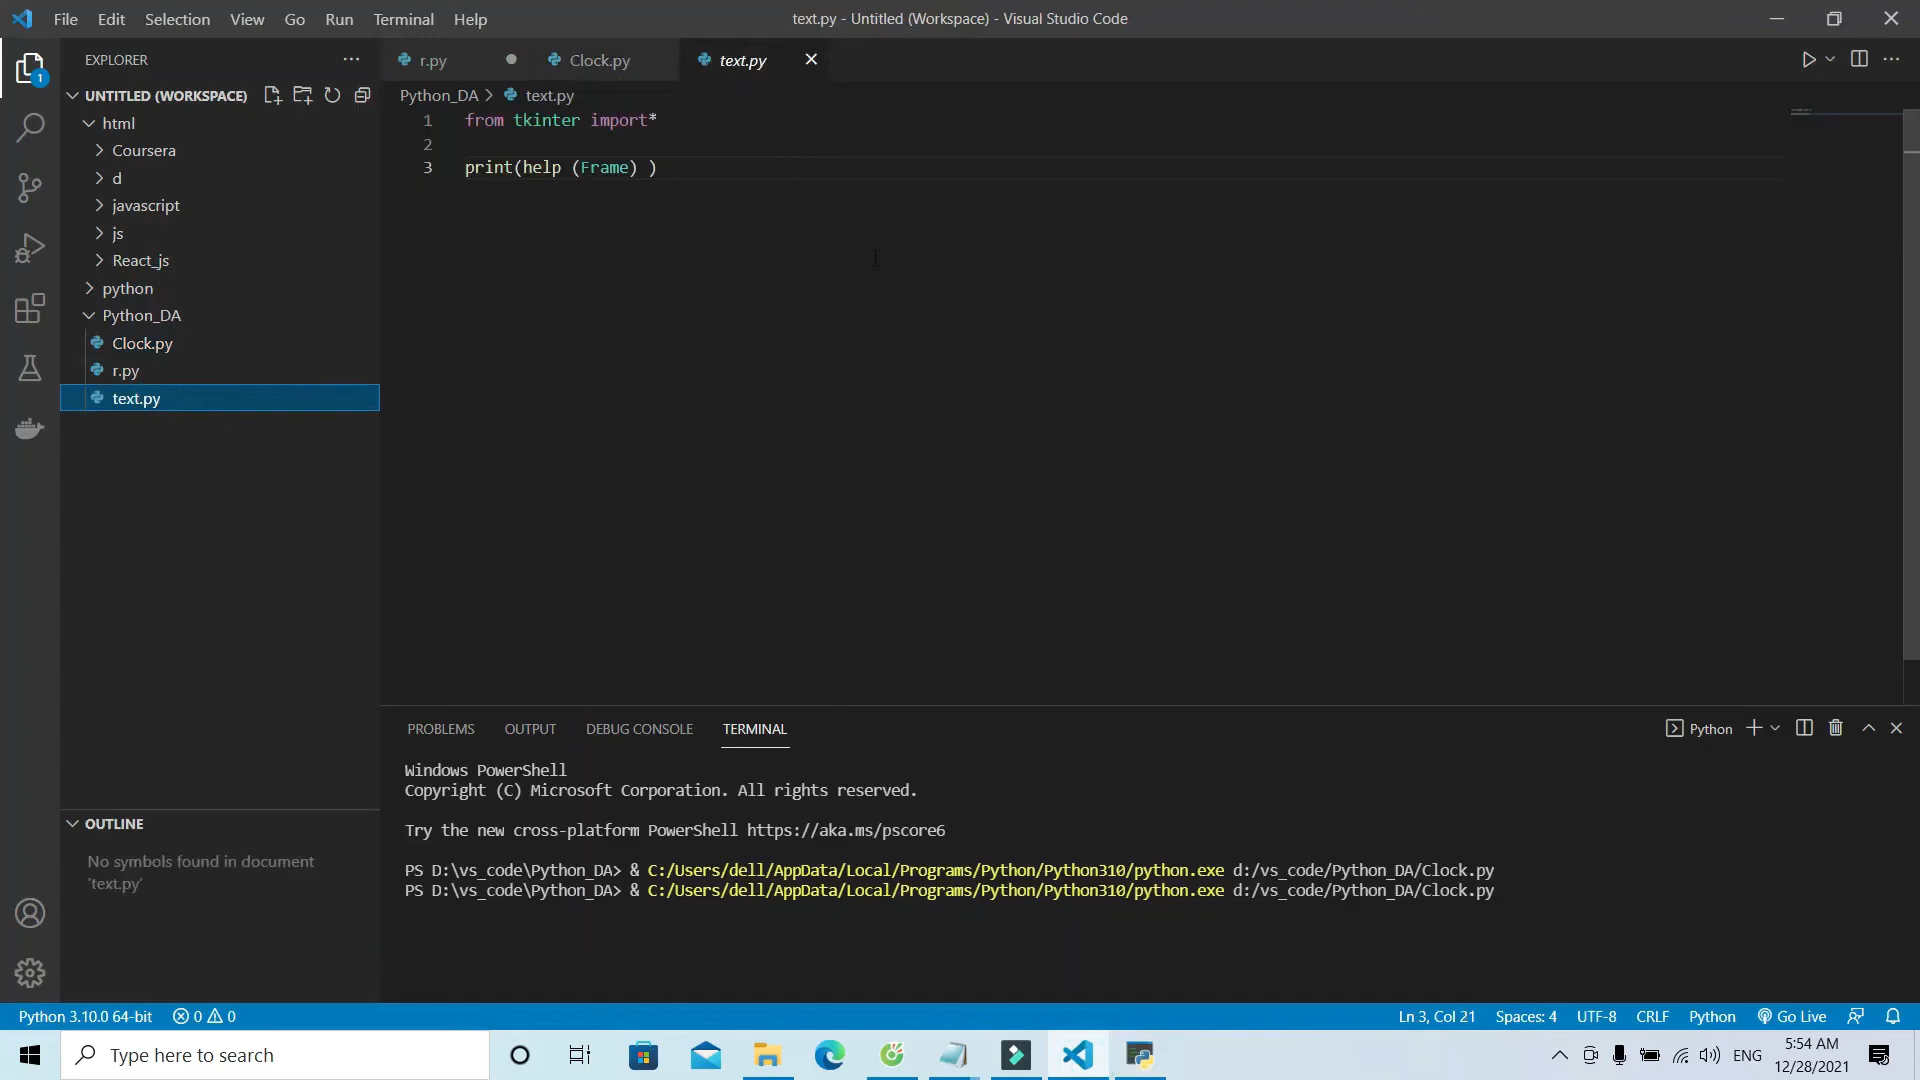 File Edit Selection View Go Run Terminal Help
text.py - Untitled (Workspace) - Visual Studio Code
EXPLORER
r.py
Clock.py
text.py
1
UNTITLED (WORKSPACE)
html
Coursera
d
javascript
js
React_js
python
Python_DA
Clock.py
r.py
text.py
Python_DA > text.py
1 from tkinter import*
2
3 print(help (Frame) )
OUTLINE
No symbols found in document
'text.py'
PROBLEMS OUTPUT DEBUG CONSOLE TERMINAL
Python
Windows PowerShell
Copyright (C) Microsoft Corporation. All rights reserved.
Try the new cross-platform PowerShell https://aka.ms/pscore6
PS D:\vs_code\Python_DA> & C:/Users/dell/AppData/Local/Programs/Python/Python310/python.exe d:/vs_code/Python_DA/Clock.py
PS D:\vs_code\Python_DA> & C:/Users/dell/AppData/Local/Programs/Python/Python310/python.exe d:/vs_code/Python_DA/Clock.py
Python 3.10.0 64-bit 0 0
Ln 3, Col 21 Spaces: 4 UTF-8 CRLF Python Go Live
Type here to search
ENG
5:54 AM
12/28/2021